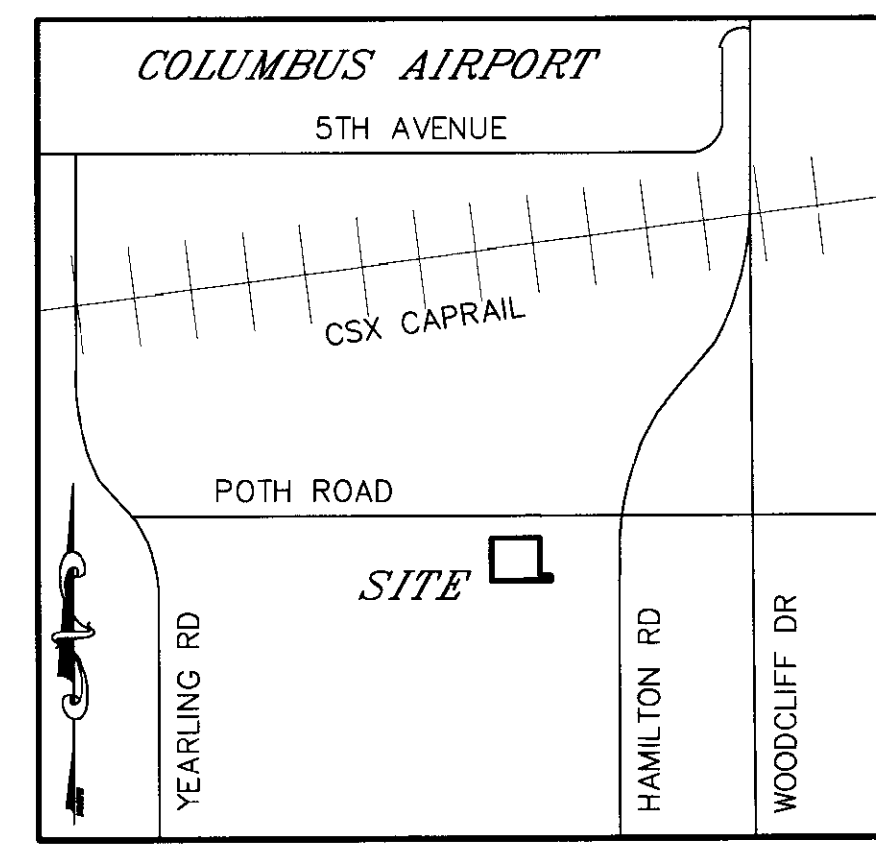 COLUMBUS AIRPORT
5TH AVENUE
CSX CAPRAIL
POTH ROAD
SITE
YEARLING RD
HAMILTON RD
WOODCLIFF DR